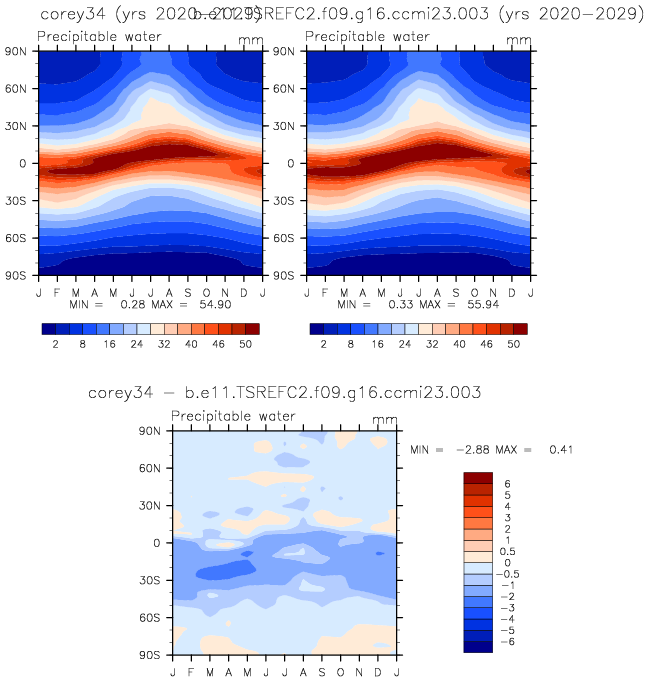 corey34 (yrs 2020-2029) b.e11.TSREFC2.f09.g16.ccmi23.003 (yrs 2020-2029)
Precipitable water mm Precipitable water mm
90N 90N
60N 60N
30N 30N
0 0
30S 30S
60S 60S
90S 90S
J F M A M J J A S O N D J J F M A M J J A S O N D J
MIN = 0.28 MAX = 54.90 MIN = 0.33 MAX = 55.94
2 8 16 24 32 40 46 50 2 8 16 24 32 40 46 50
corey34 - b.e11.TSREFC2.f09.g16.ccmi23.003
Precipitable water mm
MIN = -2.88 MAX = 0.41
90N
60N
30N
0
30S
60S
90S
J F M A M J J A S O N D J
6
5
4
3
2
1
0.5
0
-0.5
-1
-2
-3
-4
-5
-6